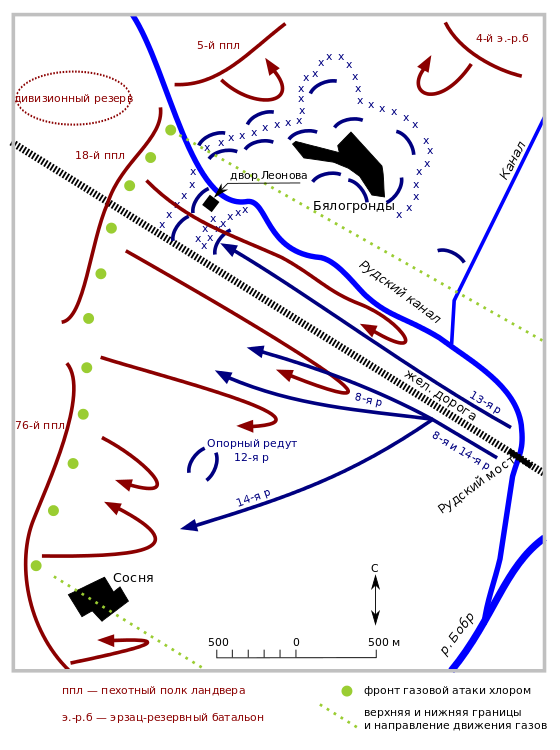 5-й ппл
4-й э.-р.б
дивизионный резерв
18-й ппл
двор Леонова
Бялогронды
Канал
Рудский канал
жел. дорога
13-я р
8-я р
8-я и 14-я р
Рудский мост
76-й ппл
Опорный редут
12-я р
14-я р
Сосня
С
р. Бобр
500 0 500 м
ппл — пехотный полк ландвера
э.-р.б — эрзац-резервный батальон
фронт газовой атаки хлором
верхняя и нижняя границы
и направление движения газов